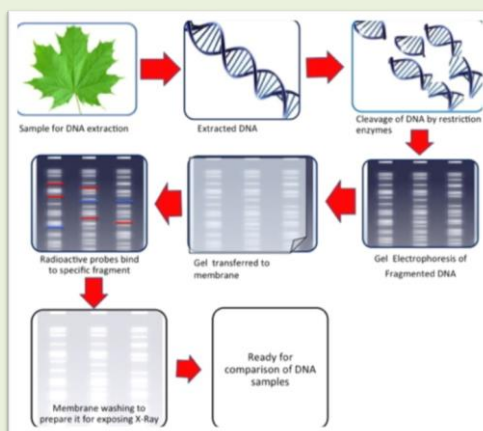 Sample for DNA extraction
Extracted DNA
Cleavage of DNA by restriction
enzymes
Radioactive probes bind
to specific fragment
Gel transferred to
membrane
Gel Electrophoresis of
Fragmented DNA
Membrane washing to
prepare it for exposing X-Ray
Ready for
comparison of DNA
samples